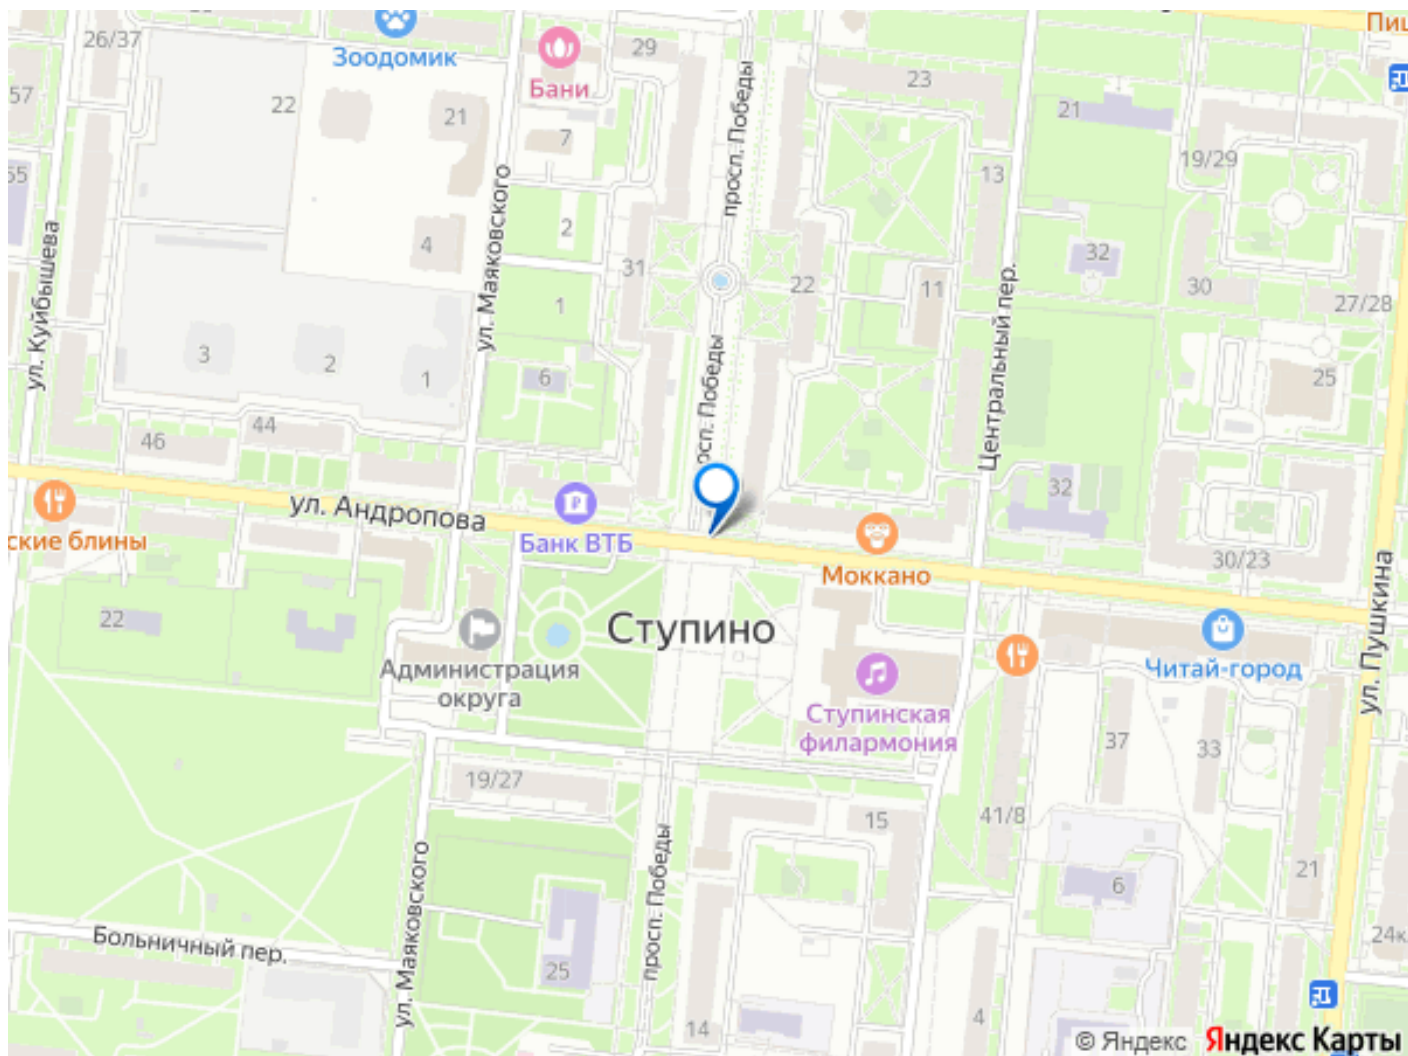 Пиц
26/37
Зоодомик
29
Бани
23
57
22
21
21
7
просп. Победы
19/29
55
13
ул. Маяковского
2
4
32
ул. Куйбышева
31
22
11
30
27/28
1
Центральный пер.
3
2
1
6
25
росп. Победы
46
44
32
ул. Андропова
ские блины
Банк ВТБ
Моккано
30/23
ул. Пушкина
22
Ступино
Администрация
округа
Читай-город
Ступинская
филармония
37
33
19/27
41/8
15
просп. Победы
ул. Маяковского
6
21
Больничный пер.
25
24к
14
4
© Яндекс
Яндекс Карты